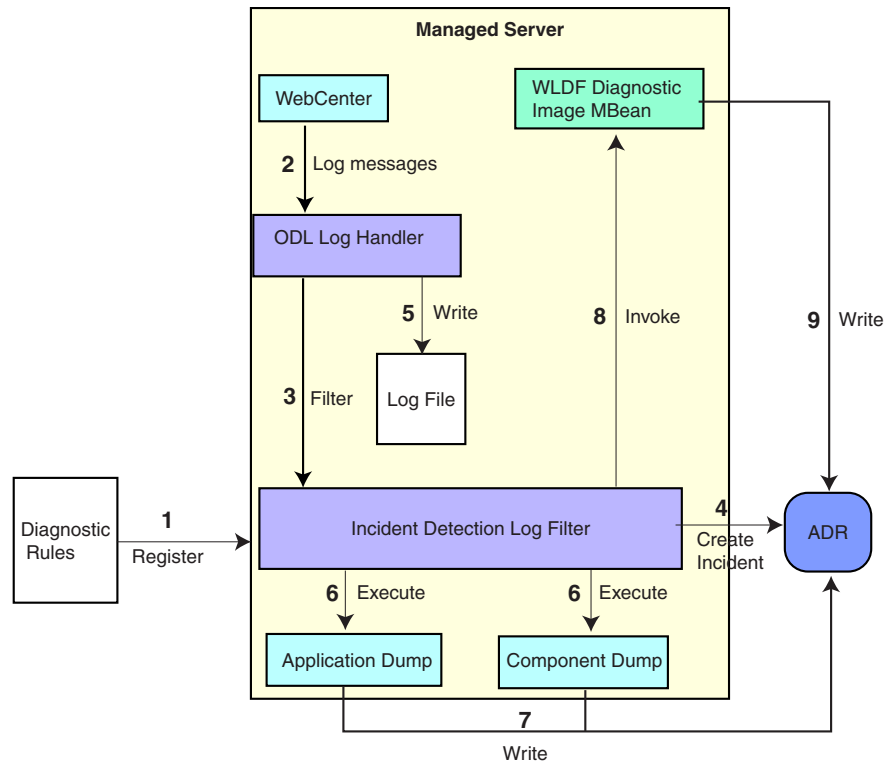 Managed Server
WebCenter
WLDF Diagnostic
Image MBean
2 Log messages
ODL Log Handler
5 Write
8 Invoke
9 Write
3 Filter
Log File
Diagnostic
Rules
1
Register
Incident Detection Log Filter
4
Create
Incident
ADR
6 Execute
6 Execute
Application Dump
Component Dump
7
Write